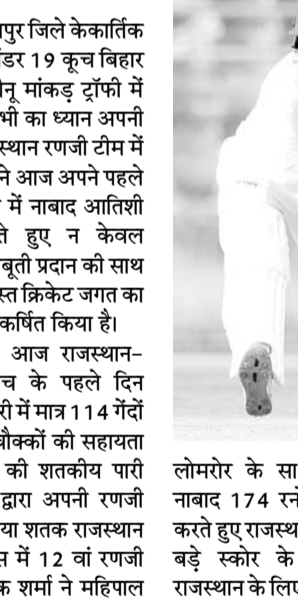 पुर जिले केकार्तिक
डर 19 कूच बिहार
नू मांकड़ ट्रॉफी में
भी का ध्यान अपनी
स्थान रणजी टीम में
ने आज अपने पहले
में नाबाद आतिशी
ते हुए न केवल
बूती प्रदान की साथ
स्त क्रिकेट जगत का
कर्षित किया है।
आज राजस्थान-
च के पहले दिन
री में मात्र 114 गेंदों
चौक्कों की सहायता
की शतकीय पारी
द्वारा अपनी रणजी
या शतक राजस्थान
स में 12 वां रणजी
क शर्मा ने महिपाल
लोमरोर के सा
नाबाद 174 रने
करते हुए राजस्थ
बड़े स्कोर के
राजस्थान के लिए